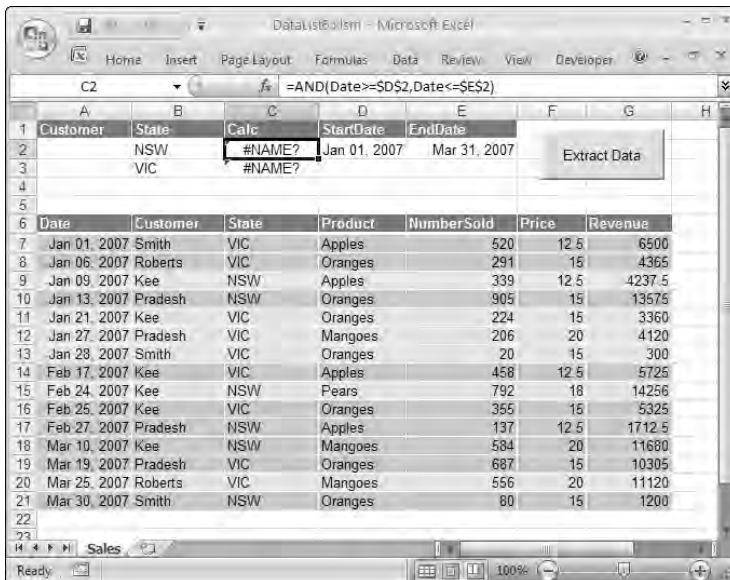 DataList6.xlsm - Microsoft Excel
Home Insert Page Layout Formulas Data Review View Developer
C2 fx =AND(Date>=$D$2,Date<=$E$2)
A B C D E F G H
1 Customer State Calc StartDate EndDate
2 NSW #NAME? Jan 01, 2007 Mar 31, 2007 Extract Data
3 VIC #NAME?
4
5
6 Date Customer State Product NumberSold Price Revenue
7 Jan 01, 2007 Smith VIC Apples 520 12.5 6500
8 Jan 06, 2007 Roberts VIC Oranges 291 15 4365
9 Jan 09, 2007 Kee NSW Apples 339 12.5 4237.5
10 Jan 13, 2007 Pradesh NSW Oranges 905 15 13575
11 Jan 21, 2007 Kee VIC Oranges 224 15 3360
12 Jan 27, 2007 Pradesh VIC Mangoes 206 20 4120
13 Jan 28, 2007 Smith VIC Oranges 20 15 300
14 Feb 17, 2007 Kee VIC Apples 458 12.5 5725
15 Feb 24, 2007 Kee NSW Pears 792 18 14256
16 Feb 25, 2007 Kee VIC Oranges 355 15 5325
17 Feb 27, 2007 Pradesh NSW Apples 137 12.5 1712.5
18 Mar 10, 2007 Kee NSW Mangoes 584 20 11680
19 Mar 19, 2007 Pradesh VIC Oranges 687 15 10305
20 Mar 25, 2007 Roberts VIC Mangoes 556 20 11120
21 Mar 30, 2007 Smith NSW Oranges 80 15 1200
22
23
Sales
Ready 100%